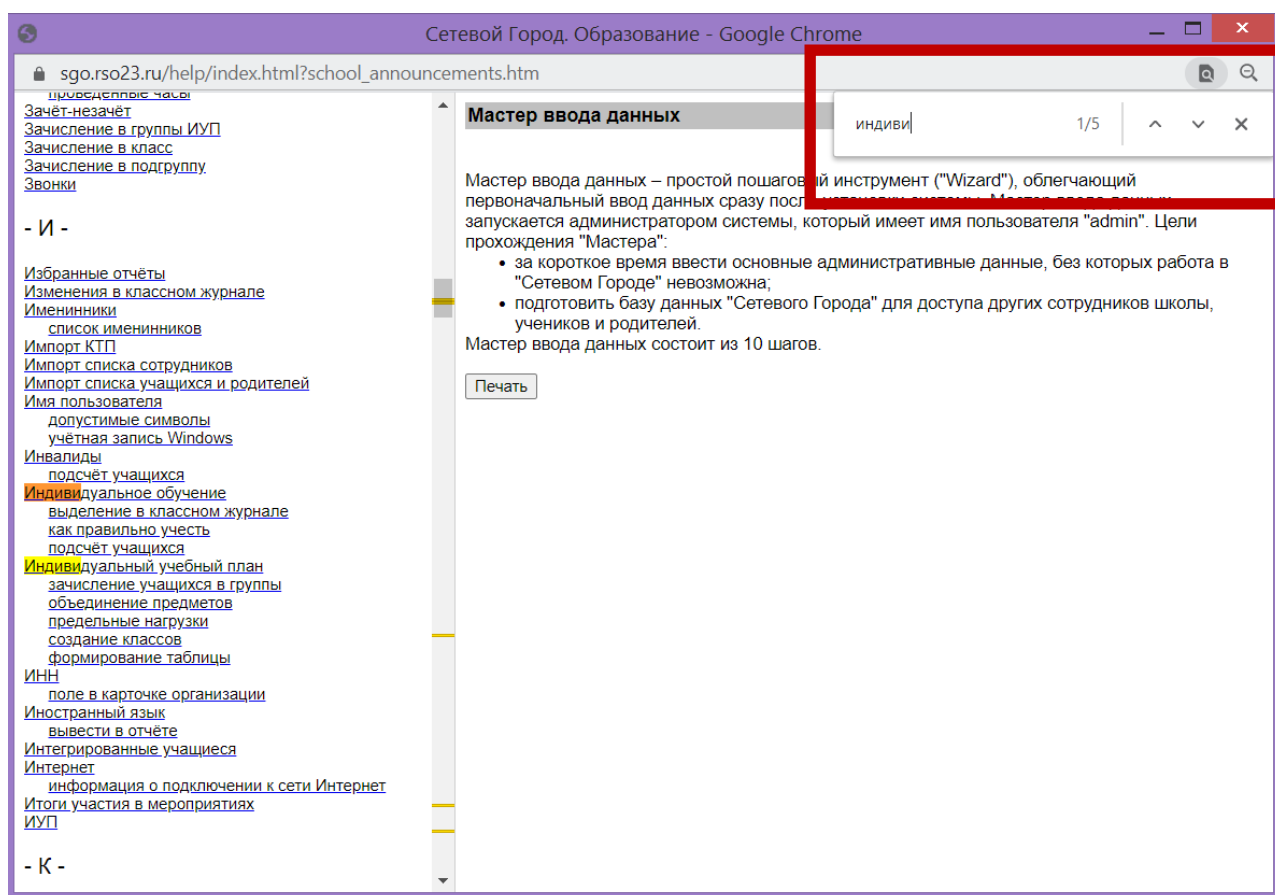 Сетевой Город. Образование - Google Chrome
sgo.rso23.ru/help/index.html?school_announcements.htm
индиви 1/5
проведённые часы
Зачёт-незачёт
Зачисление в группы ИУП
Зачисление в класс
Зачисление в подгруппу
Звонки
- И -
Избранные отчёты
Изменения в классном журнале
Именинники
список именинников
Импорт КТП
Импорт списка сотрудников
Импорт списка учащихся и родителей
Имя пользователя
допустимые символы
учётная запись Windows
Инвалиды
подсчёт учащихся
Индивидуальное обучение
выделение в классном журнале
как правильно учесть
подсчёт учащихся
Индивидуальный учебный план
зачисление учащихся в группы
объединение предметов
предельные нагрузки
создание классов
формирование таблицы
ИНН
поле в карточке организации
Иностранный язык
вывести в отчёте
Интегрированные учащиеся
Интернет
информация о подключении к сети Интернет
Итоги участия в мероприятиях
ИУП
- К -
Мастер ввода данных
Мастер ввода данных – простой пошаговый инструмент ("Wizard"), облегчающий
первоначальный ввод данных сразу после установки системы. Мастер ввода данных
запускается администратором системы, который имеет имя пользователя "admin". Цели
прохождения "Мастера":
• за короткое время ввести основные административные данные, без которых работа в
"Сетевом Городе" невозможна;
• подготовить базу данных "Сетевого Города" для доступа других сотрудников школы,
учеников и родителей.
Мастер ввода данных состоит из 10 шагов.
Печать